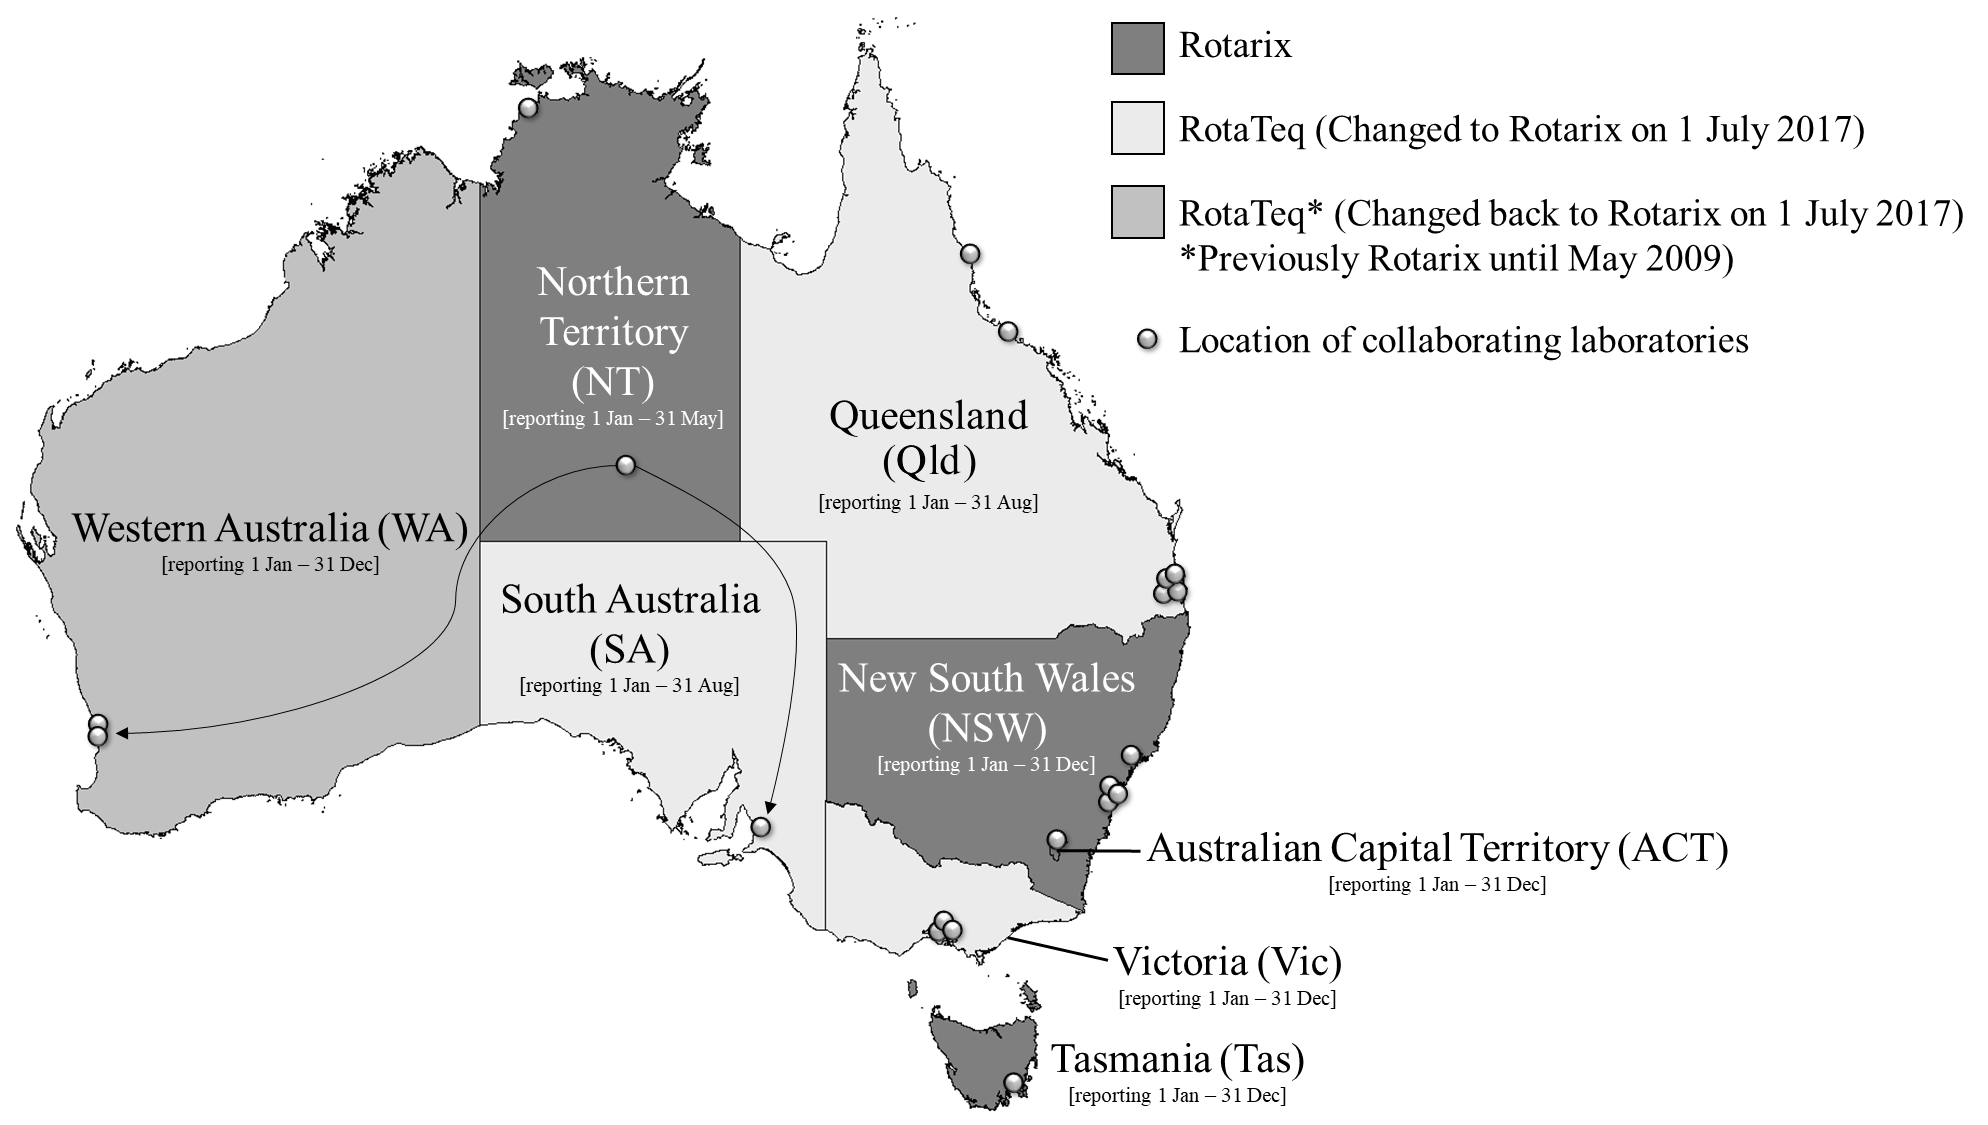 Rotarix
RotaTeq (Changed to Rotarix on 1 July 2017)
RotaTeq* (Changed back to Rotarix on 1 July 2017)
*Previously Rotarix until May 2009)
Location of collaborating laboratories
Northern
Territory
(NT)
[reporting 1 Jan – 31 May]
Queensland
(Qld)
[reporting 1 Jan – 31 Aug]
Western Australia (WA)
[reporting 1 Jan – 31 Dec]
South Australia
(SA)
[reporting 1 Jan – 31 Aug]
New South Wales
(NSW)
[reporting 1 Jan – 31 Dec]
Australian Capital Territory (ACT)
[reporting 1 Jan – 31 Dec]
Victoria (Vic)
[reporting 1 Jan – 31 Dec]
Tasmania (Tas)
[reporting 1 Jan – 31 Dec]